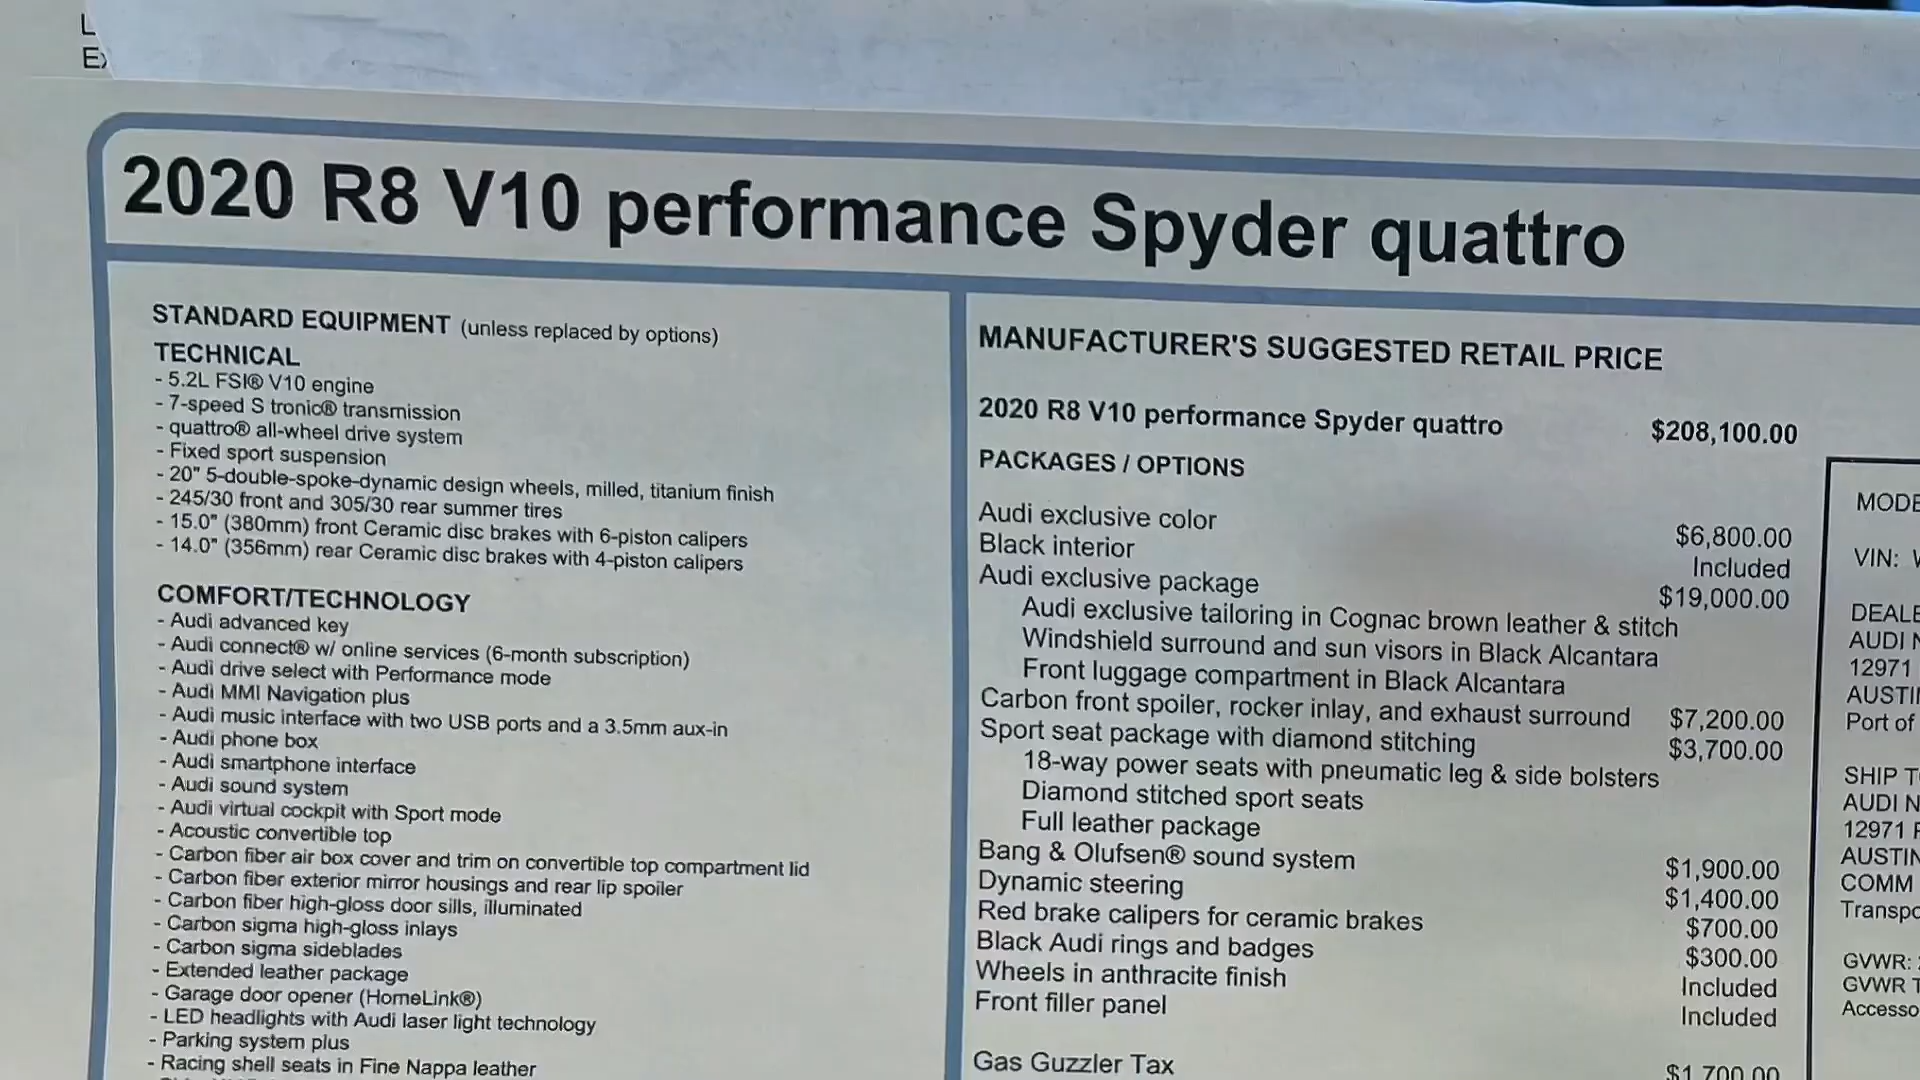 2020 R8 V10 performance Spyder quattro
STANDARD EQUIPMENT (unless replaced by options)
TECHNICAL
- 5.2L FSI® V10 engine
- 7-speed S tronic® transmission
- quattro® all-wheel drive system
- Fixed sport suspension
- 20" 5-double-spoke-dynamic design wheels, milled, titanium finish
- 245/30 front and 305/30 rear summer tires
- 15.0" (380mm) front Ceramic disc brakes with 6-piston calipers
- 14.0" (356mm) rear Ceramic disc brakes with 4-piston calipers
COMFORT/TECHNOLOGY
- Audi advanced key
- Audi connect® w/ online services (6-month subscription)
- Audi drive select with Performance mode
- Audi MMI Navigation plus
- Audi music interface with two USB ports and a 3.5mm aux-in
- Audi phone box
- Audi smartphone interface
- Audi sound system
- Audi virtual cockpit with Sport mode
- Acoustic convertible top
- Carbon fiber air box cover and trim on convertible top compartment lid
- Carbon fiber exterior mirror housings and rear lip spoiler
- Carbon fiber high-gloss door sills, illuminated
- Carbon sigma high-gloss inlays
- Carbon sigma sideblades
- Extended leather package
- Garage door opener (HomeLink®)
- LED headlights with Audi laser light technology
- Parking system plus
- Racing shell seats in Fine Nappa leather
MANUFACTURER'S SUGGESTED RETAIL PRICE
2020 R8 V10 performance Spyder quattro $208,100.00
PACKAGES / OPTIONS
Audi exclusive color $6,800.00
Black interior Included
Audi exclusive package $19,000.00
Audi exclusive tailoring in Cognac brown leather & stitch
Windshield surround and sun visors in Black Alcantara
Front luggage compartment in Black Alcantara
Carbon front spoiler, rocker inlay, and exhaust surround $7,200.00
Sport seat package with diamond stitching $3,700.00
18-way power seats with pneumatic leg & side bolsters
Diamond stitched sport seats
Full leather package
Bang & Olufsen® sound system $1,900.00
Dynamic steering $1,400.00
Red brake calipers for ceramic brakes $700.00
Black Audi rings and badges $300.00
Wheels in anthracite finish Included
Front filler panel Included
Gas Guzzler Tax $1,700.00
MODE
VIN:
DEALE
AUDI N
12971
AUSTI
Port of
SHIP T
AUDI N
12971
AUSTIN
COMM
Transpo
GVWR:
GVWR T
Accesso